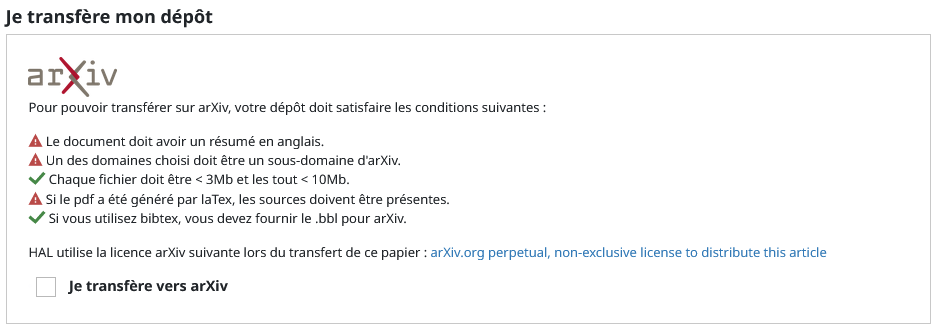 Je transfère mon dépôt
arXiv
Pour pouvoir transférer sur arXiv, votre dépôt doit satisfaire les conditions suivantes :
Le document doit avoir un résumé en anglais.
Un des domaines choisi doit être un sous-domaine d'arXiv.
Chaque fichier doit être < 3Mb et les tout < 10Mb.
Si le pdf a été généré par laTex, les sources doivent être présentes.
Si vous utilisez bibtex, vous devez fournir le .bbl pour arXiv.
HAL utilise la licence arXiv suivante lors du transfert de ce papier : arXiv.org perpetual, non-exclusive license to distribute this article
Je transfère vers arXiv